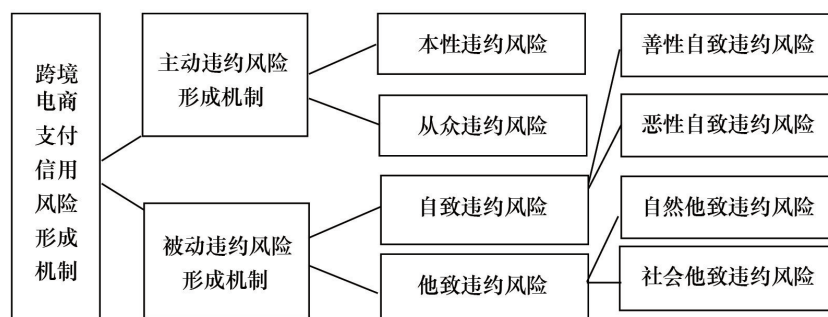 跨境
电商
支付
信用
风险
形成
机制
主动违约风险
形成机制
被动违约风险
形成机制
本性违约风险
从众违约风险
自致违约风险
他致违约风险
善性自致违约风险
恶性自致违约风险
自然他致违约风险
社会他致违约风险